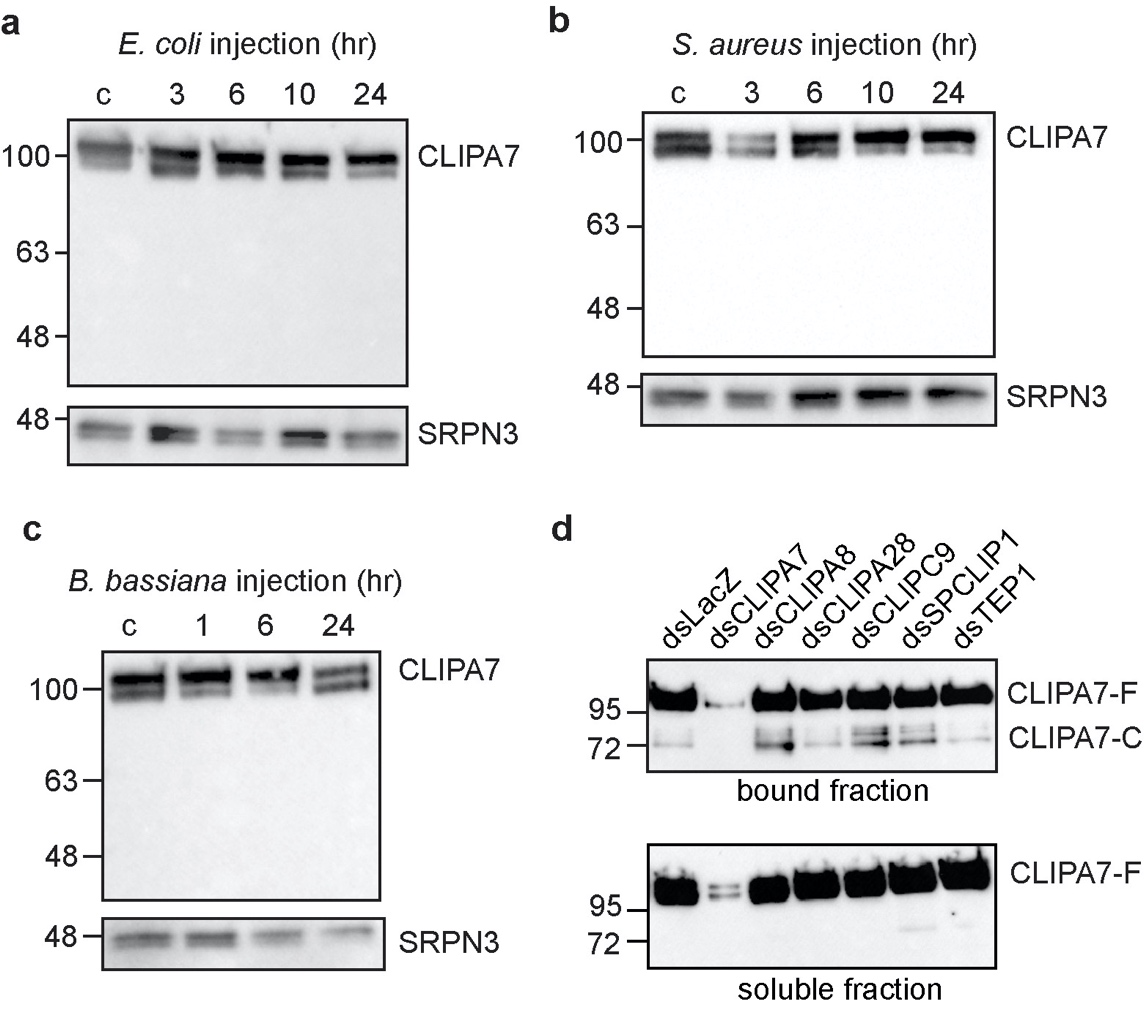 a
E. coli injection (hr)
c 3 6 10 24
100
CLIPA7
63
48
48
SRPN3
b
S. aureus injection (hr)
c 3 6 10 24
100
CLIPA7
63
48
48
SRPN3
c
B. bassiana injection (hr)
c 1 6 24
100
CLIPA7
63
48
48
SRPN3
d
dsLacZ
dsCLIPA7
dsCLIPA8
dsCLIPA28
dsCLIPC9
dsSPCLIP1
dsTEP1
95
CLIPA7-F
72
CLIPA7-C
bound fraction
CLIPA7-F
95
72
soluble fraction